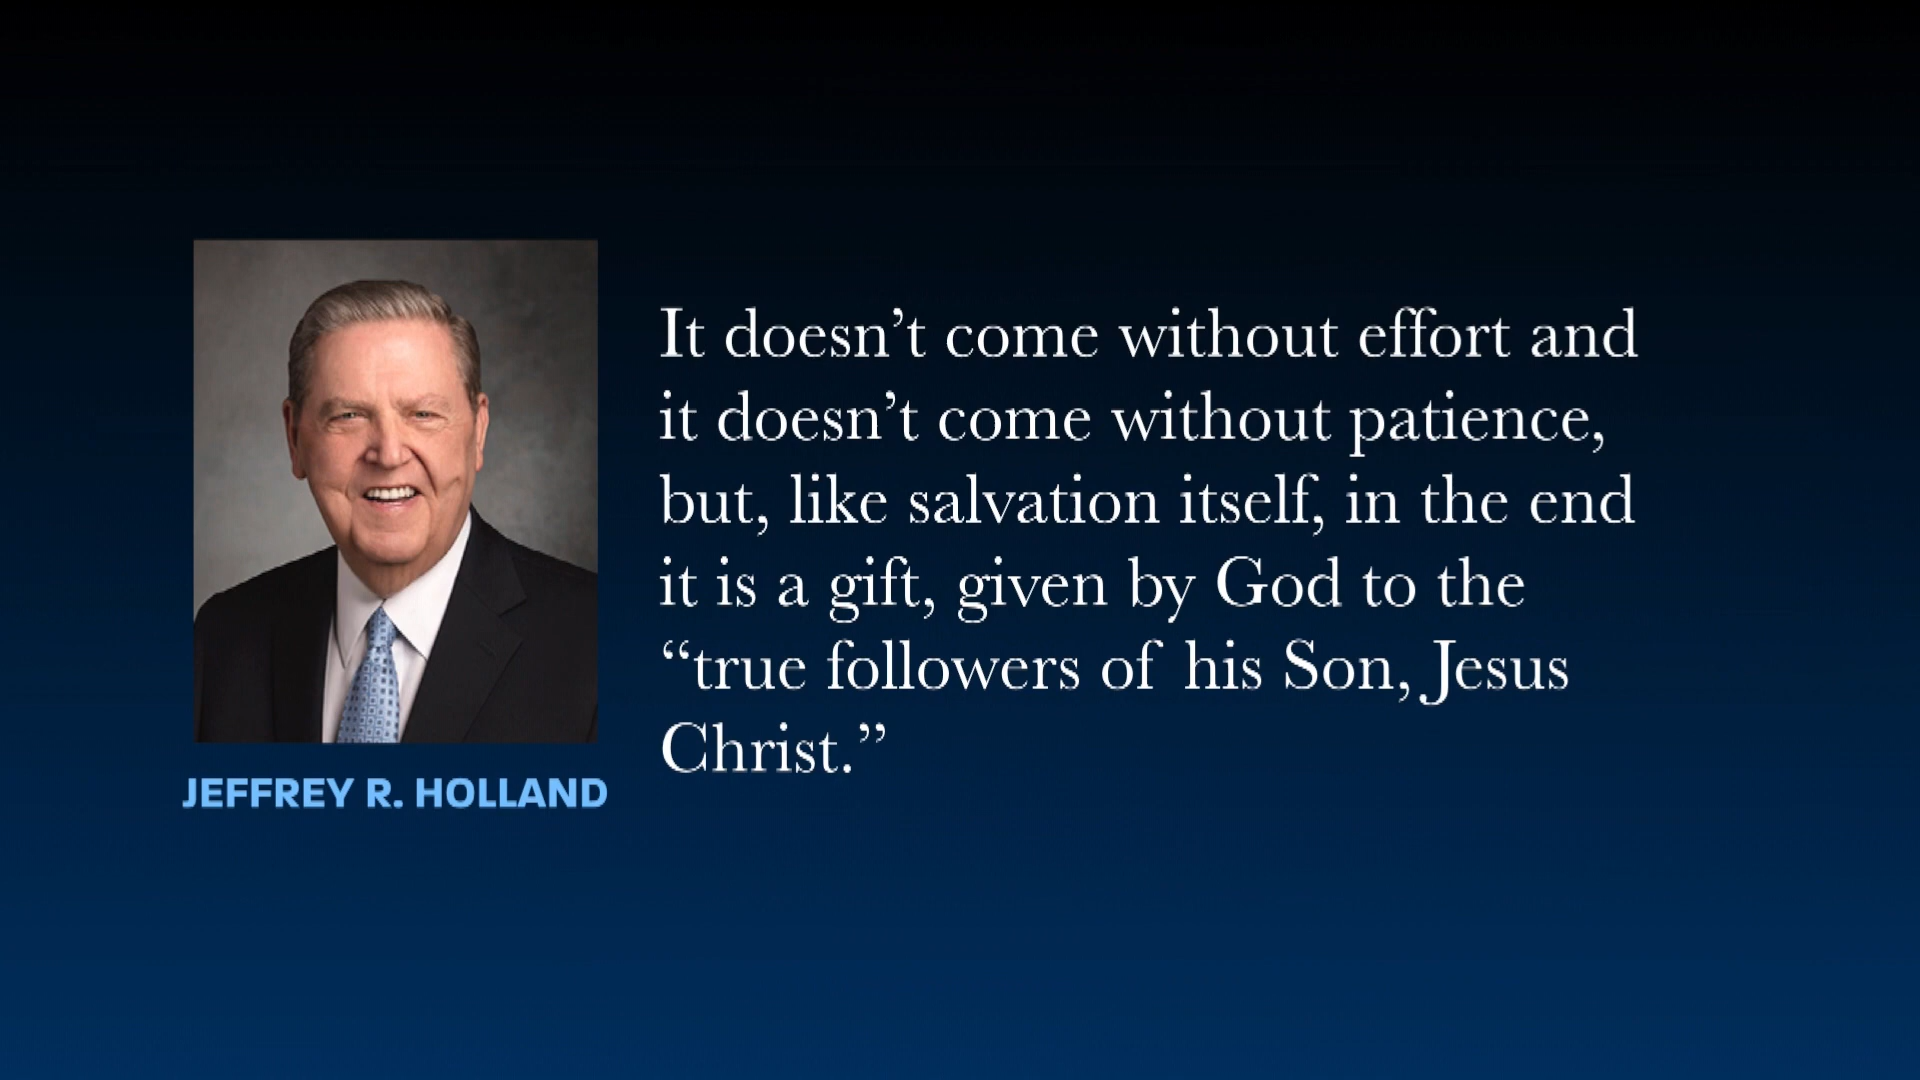 It doesn’t come without effort and
it doesn’t come without patience,
but, like salvation itself, in the end
it is a gift, given by God to the
“true followers of his Son, Jesus
Christ.”
JEFFREY R. HOLLAND